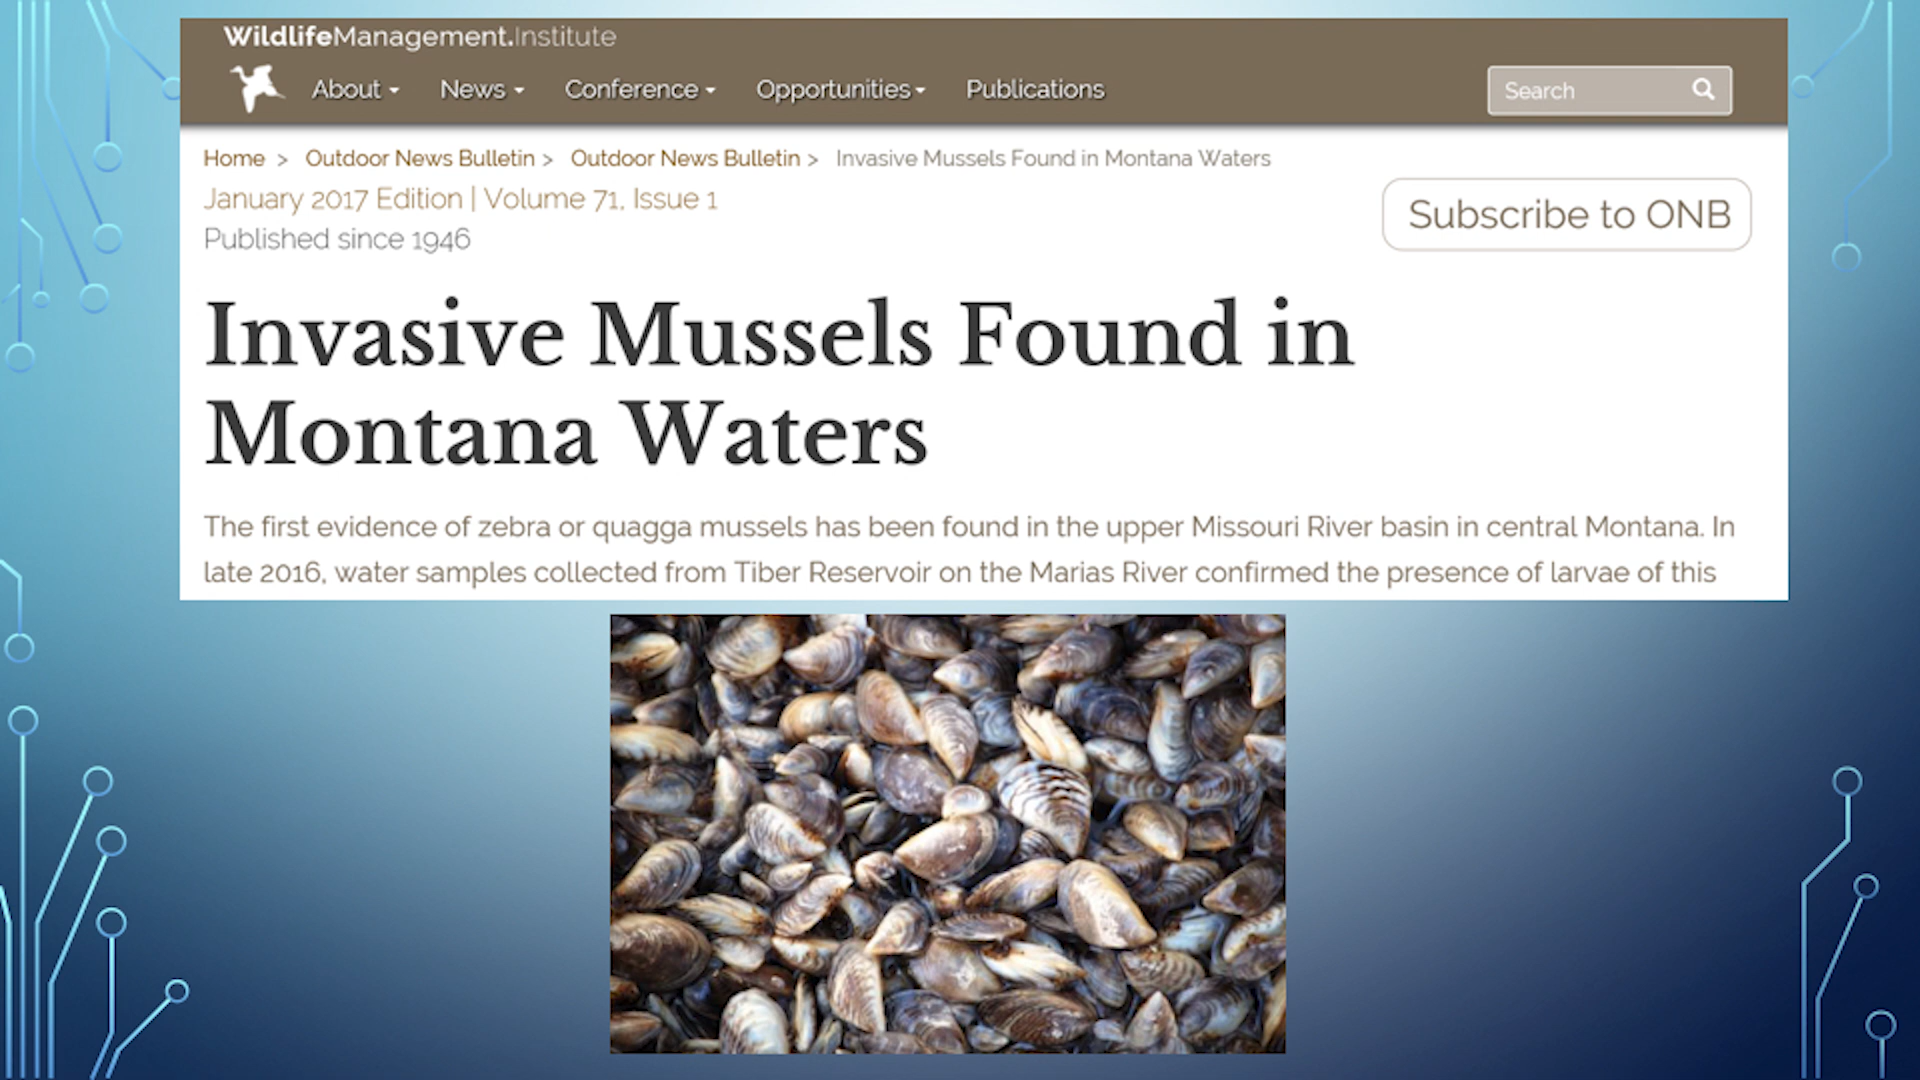 WildlifeManagement.Institute
About News Conference Opportunities Publications Search
Home > Outdoor News Bulletin > Outdoor News Bulletin > Invasive Mussels Found in Montana Waters
January 2017 Edition | Volume 71, Issue 1
Subscribe to ONB
Published since 1946
Invasive Mussels Found in
Montana Waters
The first evidence of zebra or quagga mussels has been found in the upper Missouri River basin in central Montana. In
late 2016, water samples collected from Tiber Reservoir on the Marias River confirmed the presence of larvae of this